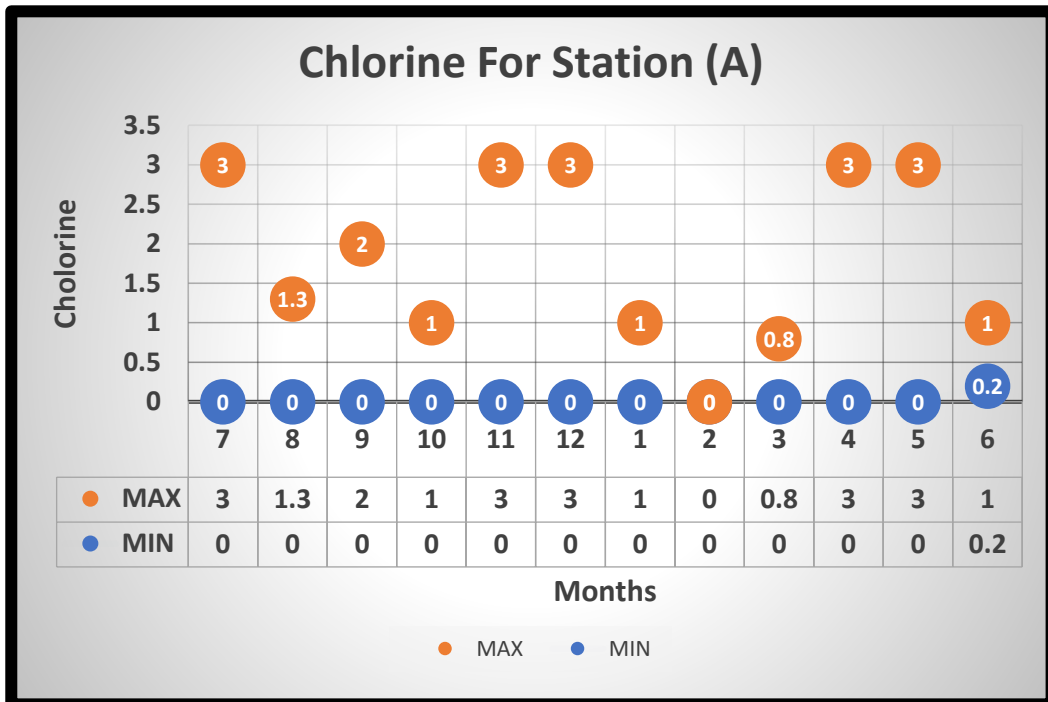 Chlorine For Station (A)
Cholorine
3.5
3
2.5
2
1.5
1
0.5
0
3 3 3 3 3
2
1.3
1 1 1
0.8
0 0 0 0 0 0 0 0 0 0 0 0.2
7 8 9 10 11 12 1 2 3 4 5 6
MAX 3 1.3 2 1 3 3 1 0 0.8 3 3 1
MIN 0 0 0 0 0 0 0 0 0 0 0 0.2
Months
MAX MIN